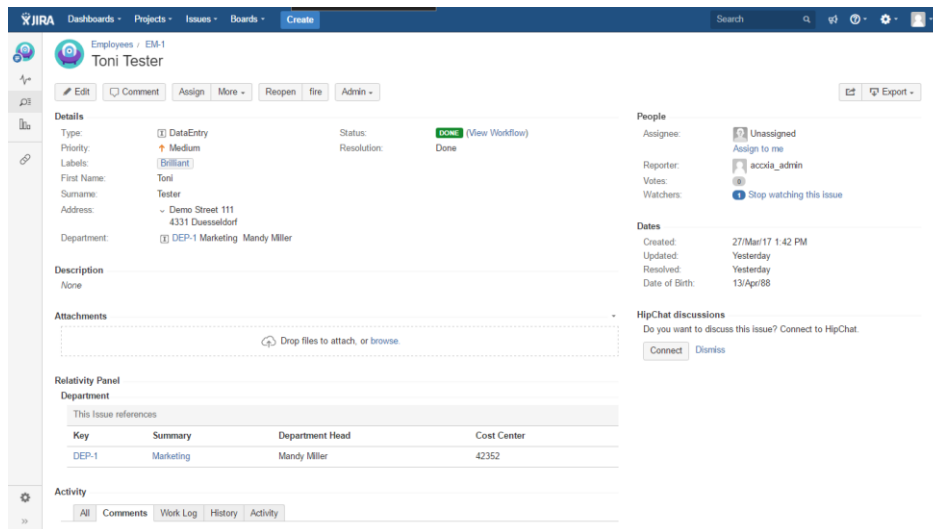 JIRA Dashboards Projects Issues Boards Create Search
Employees / EM-1
Toni Tester
Edit Comment Assign More Reopen fire Admin Export
Details
Type: DataEntry Status: DONE (View Workflow)
Priority: Medium Resolution: Done
Labels: Brilliant
First Name: Toni
Surname: Tester
Address: Demo Street 111
4331 Duesseldorf
Department: DEP-1 Marketing Mandy Miller
Description
None
Attachments
Drop files to attach, or browse.
Relativity Panel
Department
This Issue references
Key Summary Department Head Cost Center
DEP-1 Marketing Mandy Miller 42352
Activity
All Comments Work Log History Activity
People
Assignee: Unassigned
Assign to me
Reporter: accxia_admin
Votes: 0
Watchers: 1 Stop watching this issue
Dates
Created: 27/Mar/17 1:42 PM
Updated: Yesterday
Resolved: Yesterday
Date of Birth: 13/Apr/88
HipChat discussions
Do you want to discuss this issue? Connect to HipChat.
Connect Dismiss